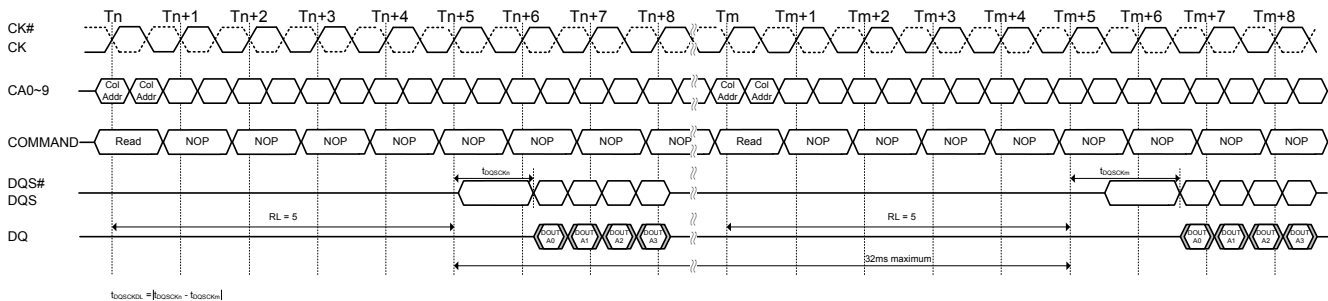 Tn Tn+1 Tn+2 Tn+3 Tn+4 Tn+5 Tn+6 Tn+7 Tn+8 Tm Tm+1 Tm+2 Tm+3 Tm+4 Tm+5 Tm+6 Tm+7 Tm+8
CK#
CK
CA0~9 Col Addr Col Addr Col Addr Col Addr
COMMAND Read NOP NOP NOP NOP NOP NOP NOP NOP Read NOP NOP NOP NOP NOP NOP NOP NOP
DQS#
DQS
tDQSCKn tDQSCKm
RL = 5 RL = 5
DQ DOUT A0 DOUT A1 DOUT A2 DOUT A3 DOUT A0 DOUT A1 DOUT A2 DOUT A3
32ms maximum
tDQSCKDL = |tDQSCKn - tDQSCKm|